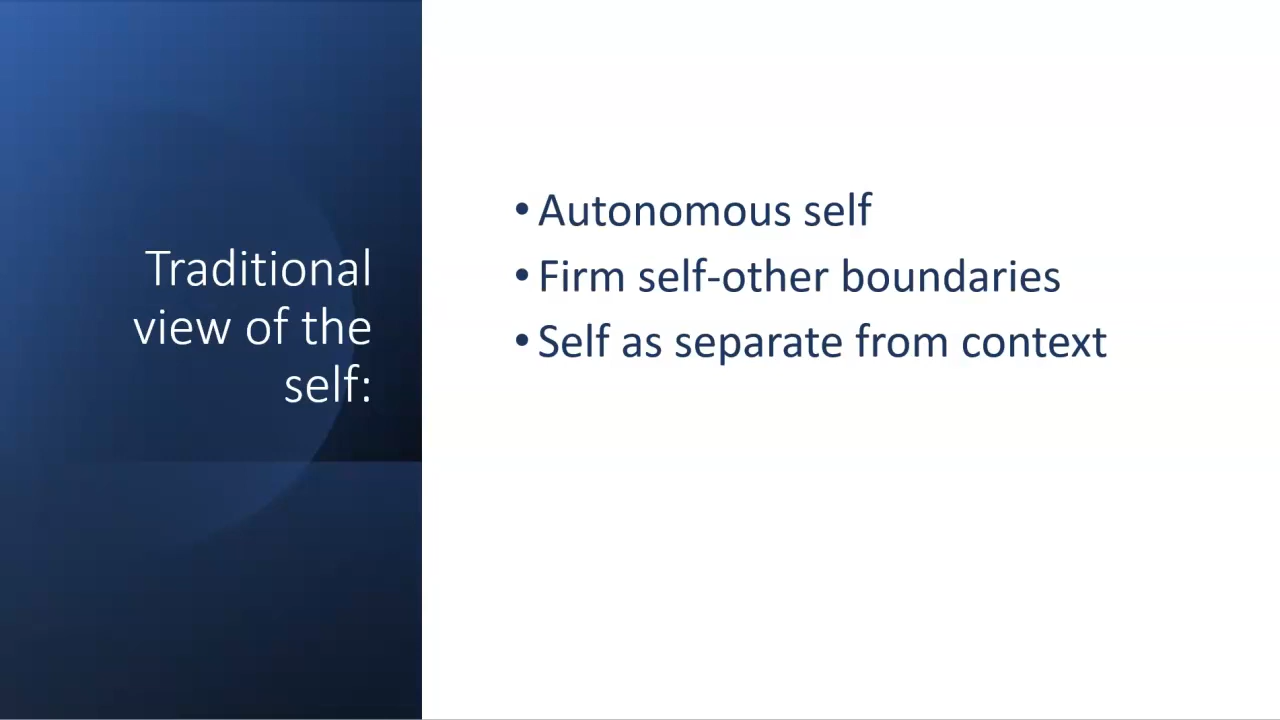 Traditional
view of the
self:
• Autonomous self
• Firm self-other boundaries
• Self as separate from context